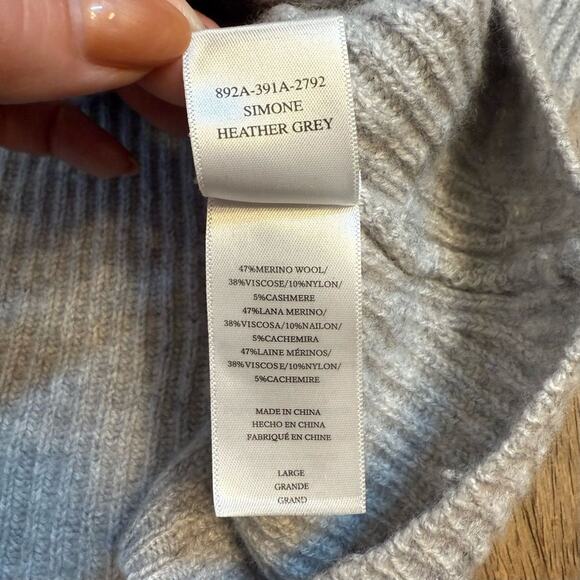 892A-391A-2792
SIMONE
HEATHER GREY
47%MERINO WOOL/
38%VISCOSE/10%NYLON/
5%CASHMERE
47%LANA MERINO/
38%VISCOSA/10%NAILON/
5%CACHEMIRA
47%LAINE MÉRINOS/
38%VISCOSE/10%NYLON/
5%CACHEMIRE
MADE IN CHINA
HECHO EN CHINA
FABRIQUÉ EN CHINE
LARGE
GRANDE
GRAND